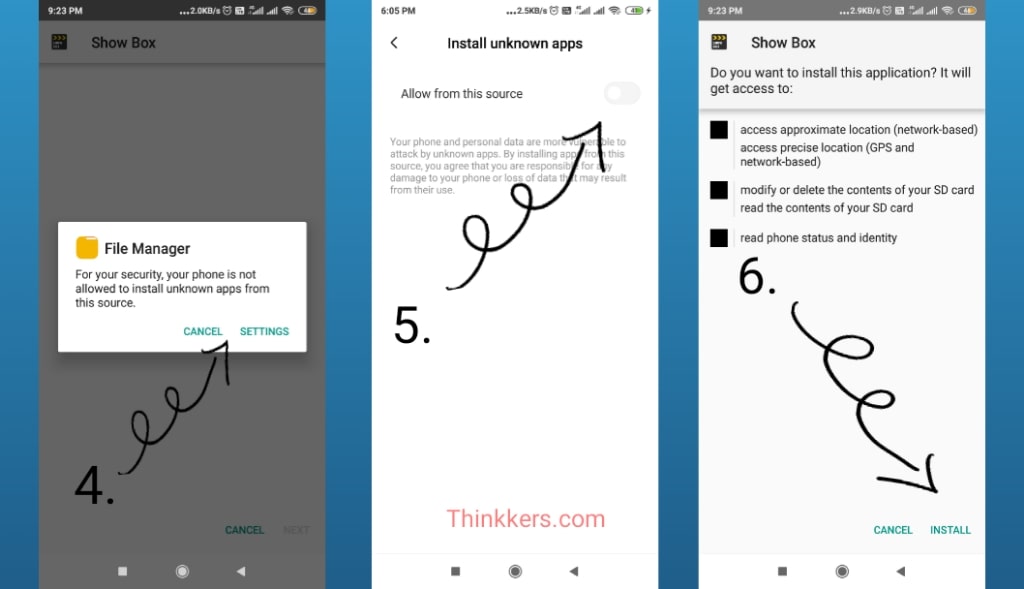 9:23 PM
...2.0KB/s
Show Box
File Manager
For your security, your phone is not
allowed to install unknown apps from
this source.
CANCEL SETTINGS
4.
CANCEL NEXT
6:05 PM
...2.5KB/s
Install unknown apps
Allow from this source
Your phone and personal data are more vulnerable to
attack by unknown apps. By installing apps from this
source, you agree that you are responsible for any
damage to your phone or loss of data that may result
from their use.
5.
Thinkkers.com
9:23 PM
...2.9KB/s
Show Box
Do you want to install this application? It will
get access to:
access approximate location (network-based)
access precise location (GPS and
network-based)
modify or delete the contents of your SD card
read the contents of your SD card
read phone status and identity
6.
CANCEL INSTALL